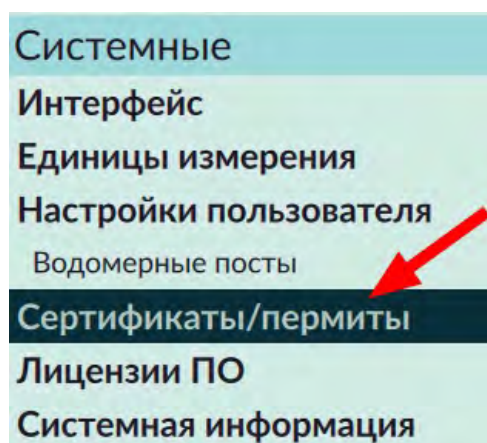 Системные
Интерфейс
Единицы измерения
Настройки пользователя
Водомерные посты
Сертификаты/пермиты
Лицензии ПО
Системная информация